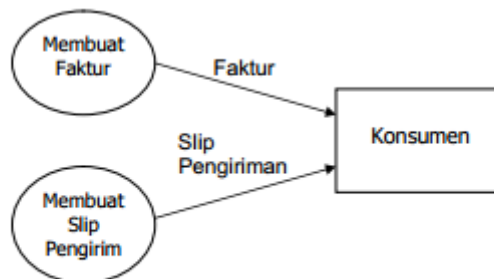 Membuat
Faktur
Faktur
Konsumen
Slip
Pengiriman
Membuat
Slip
Pengirim